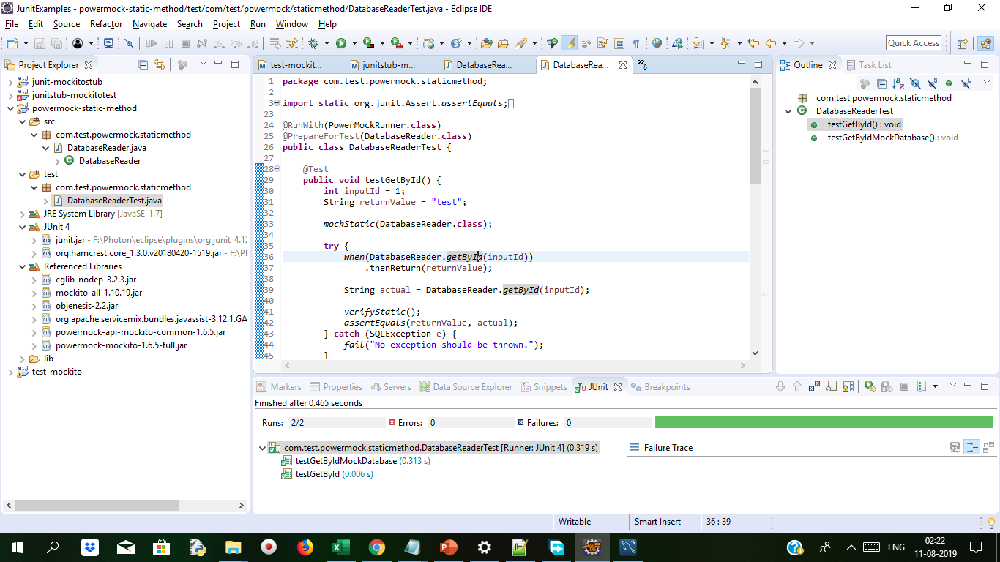 JunitExamples - powermock-static-method/test/com/test/powermock/staticmethod/DatabaseReaderTest.java - Eclipse IDE
File Edit Source Refactor Navigate Search Project Run Window Help
Quick Access
Project Explorer
junit-mockitostub
junitstub-mockitotest
powermock-static-method
src
com.test.powermock.staticmethod
DatabaseReader.java
DatabaseReader
test
com.test.powermock.staticmethod
DatabaseReaderTest.java
JRE System Library [JavaSE-1.7]
JUnit 4
junit.jar - F:\Photon\eclipse\plugins\org.junit_4.12
org.hamcrest.core_1.3.0.v20180420-1519.jar - F:\P
Referenced Libraries
cglib-nodep-3.2.3.jar
mockito-all-1.10.19.jar
objenesis-2.2.jar
org.apache.servicemix.bundles.javassist-3.12.1.GA
powermock-api-mockito-common-1.6.5.jar
powermock-mockito-1.6.5-full.jar
lib
test-mockito
test-mockit... junitstub-m... DatabaseRea... DatabaseRea... »8
1 package com.test.powermock.staticmethod;
2
3 import static org.junit.Assert.assertEquals;
23
24 @RunWith(PowerMockRunner.class)
25 @PrepareForTest(DatabaseReader.class)
26 public class DatabaseReaderTest {
27
28 @Test
29 public void testGetById() {
30 int inputId = 1;
31 String returnValue = "test";
32
33 mockStatic(DatabaseReader.class);
34
35 try {
36 when(DatabaseReader.getById(inputId))
37 .thenReturn(returnValue);
38
39 String actual = DatabaseReader.getById(inputId);
40
41 verifyStatic();
42 assertEquals(returnValue, actual);
43 } catch (SQLException e) {
44 fail("No exception should be thrown.");
45 }
Outline Task List
com.test.powermock.staticmethod
DatabaseReaderTest
testGetById() : void
testGetByIdMockDatabase() : void
Markers Properties Servers Data Source Explorer Snippets JUnit Breakpoints
Finished after 0.465 seconds
Runs: 2/2 Errors: 0 Failures: 0
com.test.powermock.staticmethod.DatabaseReaderTest [Runner: JUnit 4] (0.319 s)
testGetByIdMockDatabase (0.313 s)
testGetById (0.006 s)
Failure Trace
Writable Smart Insert 36 : 39
ENG
02:22
11-08-2019